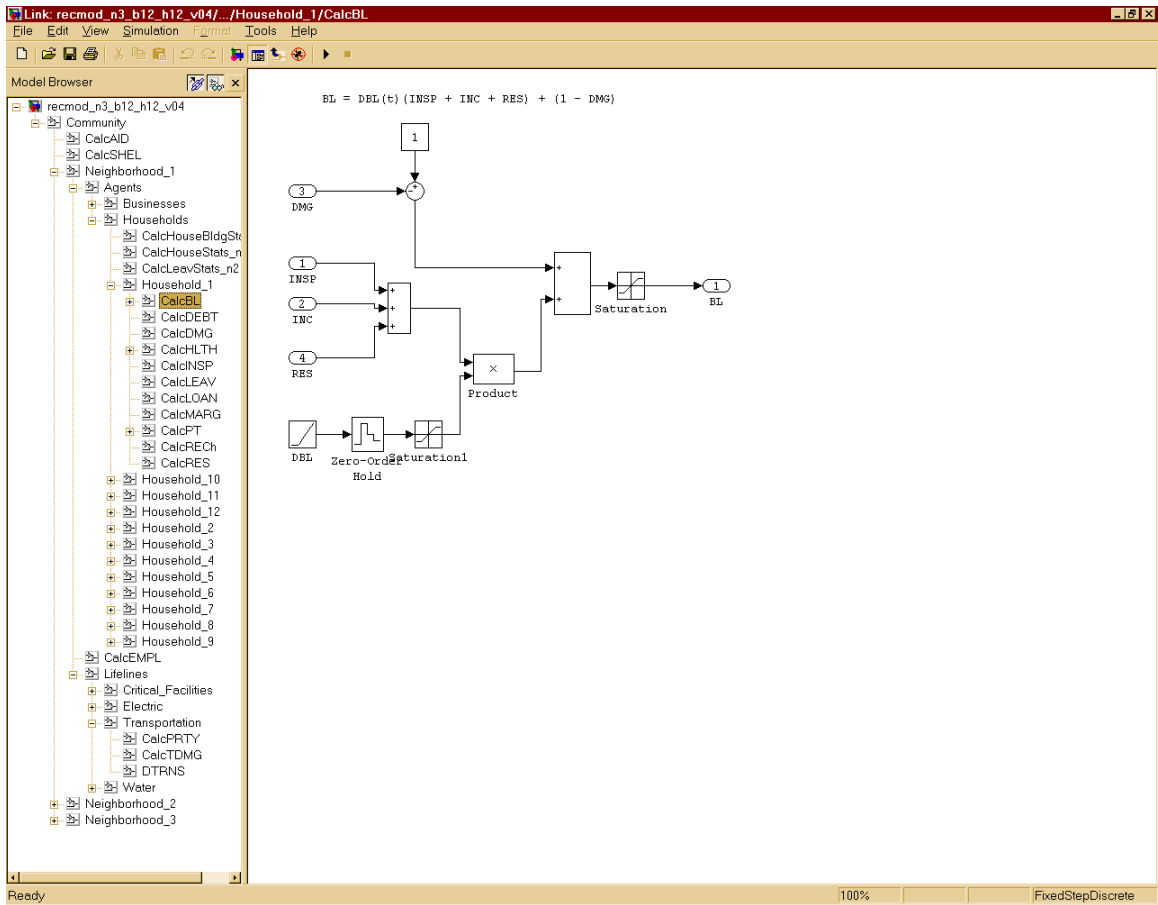 Link: recmod_n3_b12_h12_v04/.../Household_1/CalcBL
File Edit View Simulation Format Tools Help
Model Browser
recmod_n3_b12_h12_v04
Community
CalcAID
CalcSHEL
Neighborhood_1
Agents
Businesses
Households
CalcHouseBldgSta
CalcHouseStats_n
CalcLeavStats_n2
Household_1
CalcBL
CalcDEBT
CalcDMG
CalcHLTH
CalcINSP
CalcLEAV
CalcLOAN
CalcMARG
CalcPT
CalcRECh
CalcRES
Household_10
Household_11
Household_12
Household_2
Household_3
Household_4
Household_5
Household_6
Household_7
Household_8
Household_9
CalcEMPL
Lifelines
Critical_Facilities
Electric
Transportation
CalcPRTY
CalcTDMG
DTRNS
Water
Neighborhood_2
Neighborhood_3
BL = DBL(t)(INSP + INC + RES) + (1 - DMG)
1
- +
3
DMG
1
INSP
2
INC
4
RES
+
+
+
×
Product
+
+
Saturation
1
BL
DBL
Zero-Order
Hold
Saturation1
Ready
100%
FixedStepDiscrete